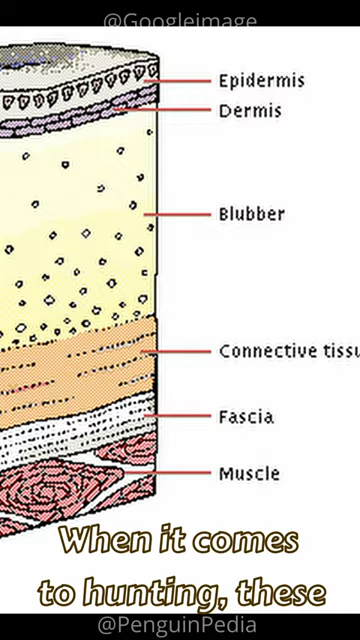 @Googleimage
Epidermis
Dermis
Blubber
Connective tissu
Fascia
Muscle
When it comes
to hunting, these
@PenguinPedia